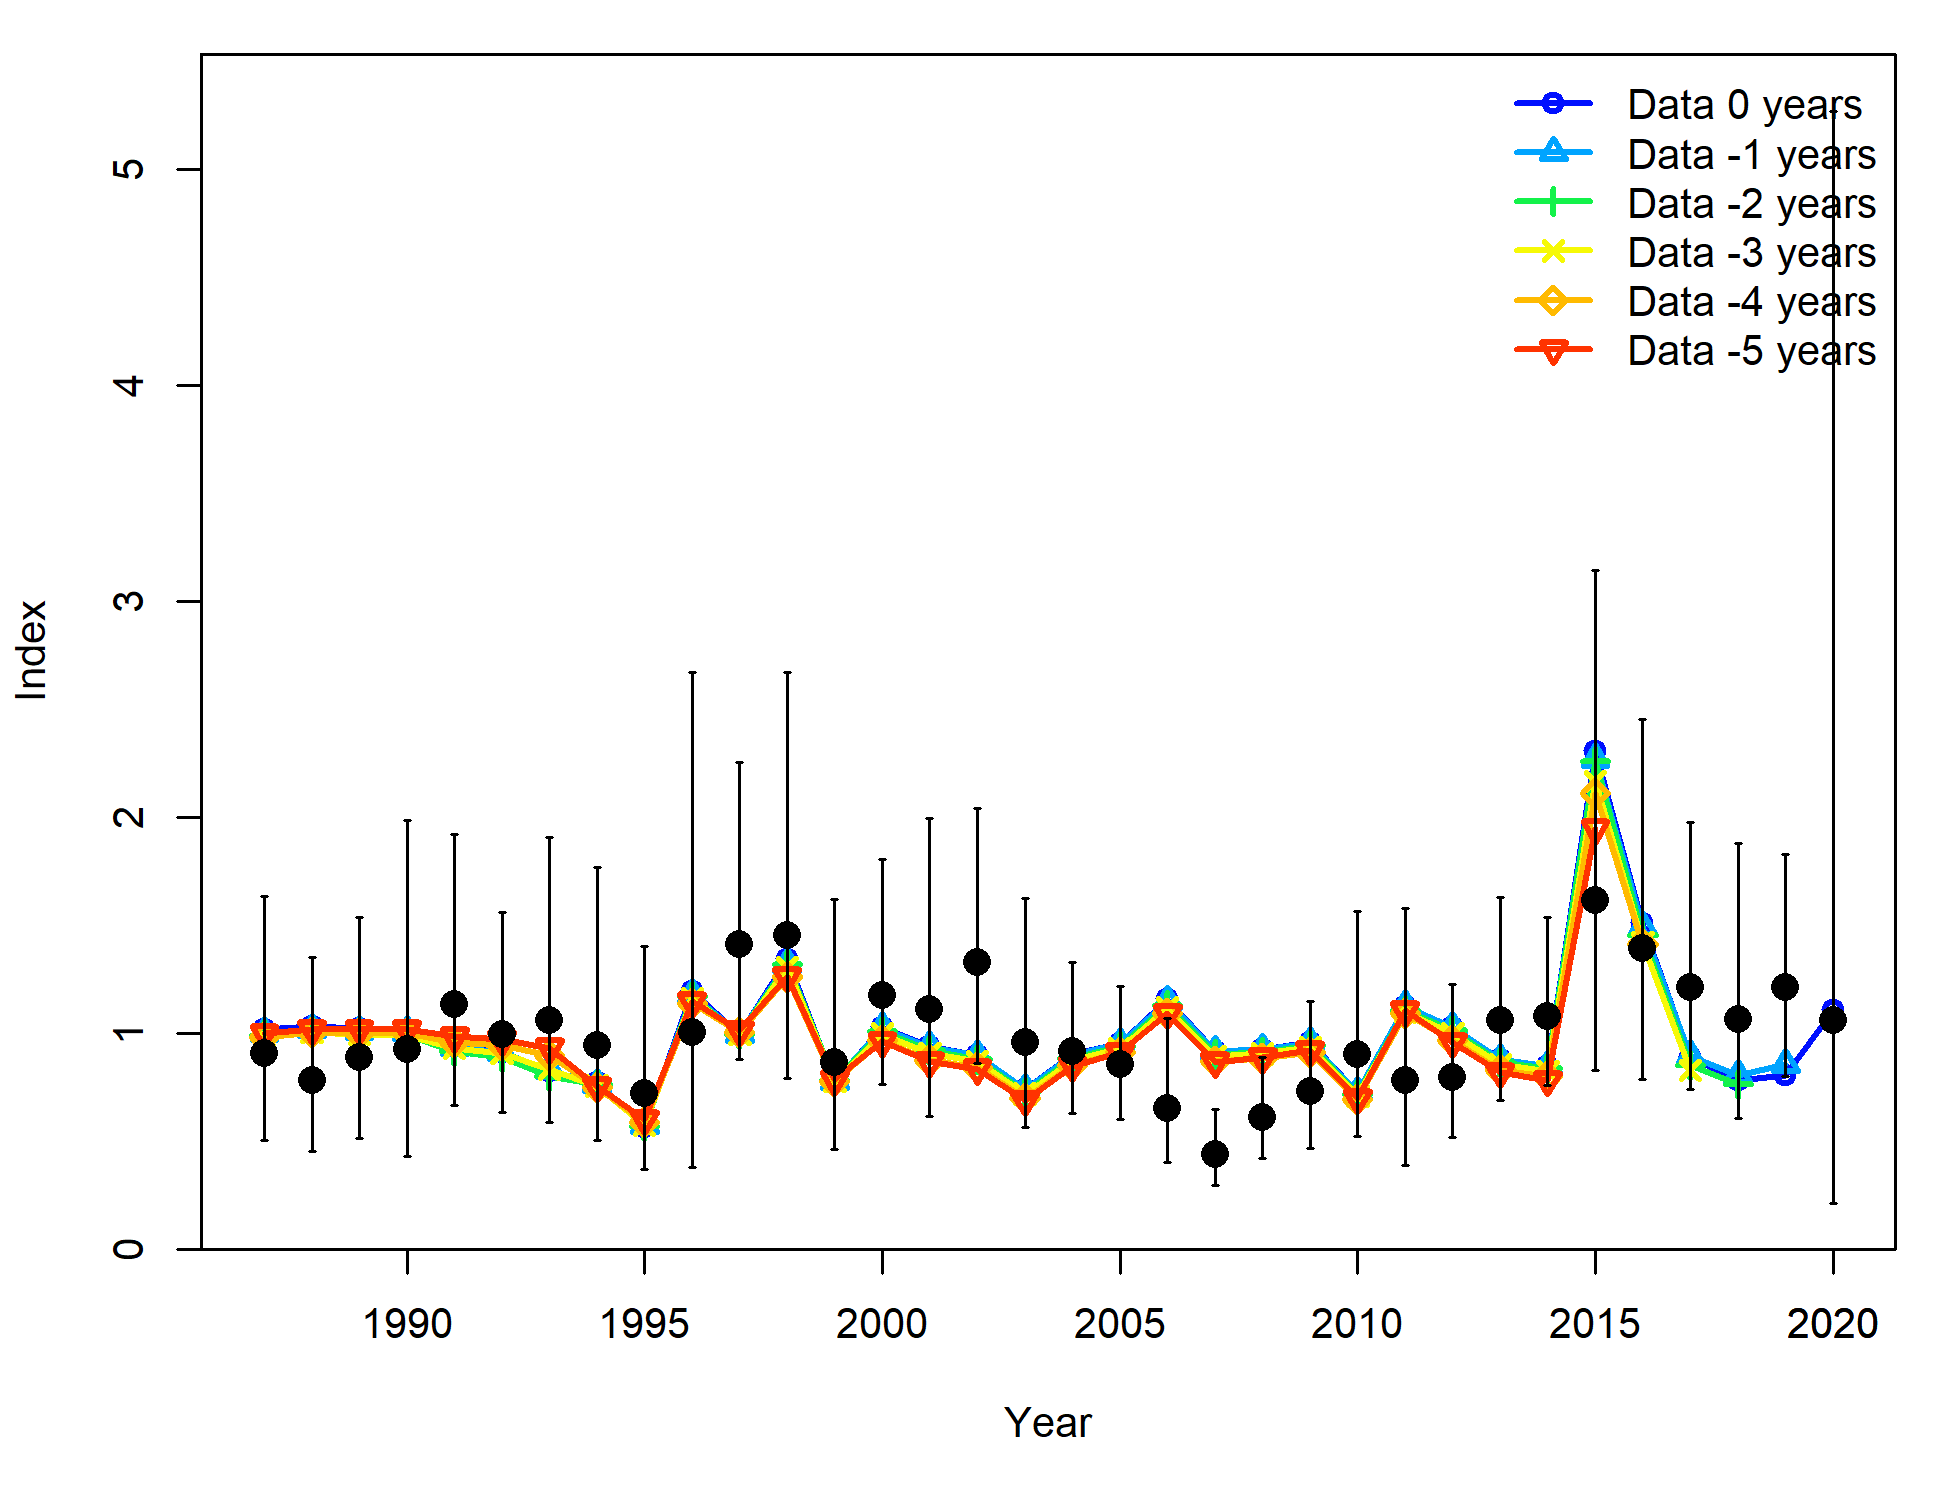 Data 0 years
Data -1 years
Data -2 years
Data -3 years
Data -4 years
Data -5 years
5
4
3
2
1
0
Index
1990 1995 2000 2005 2010 2015 2020
Year